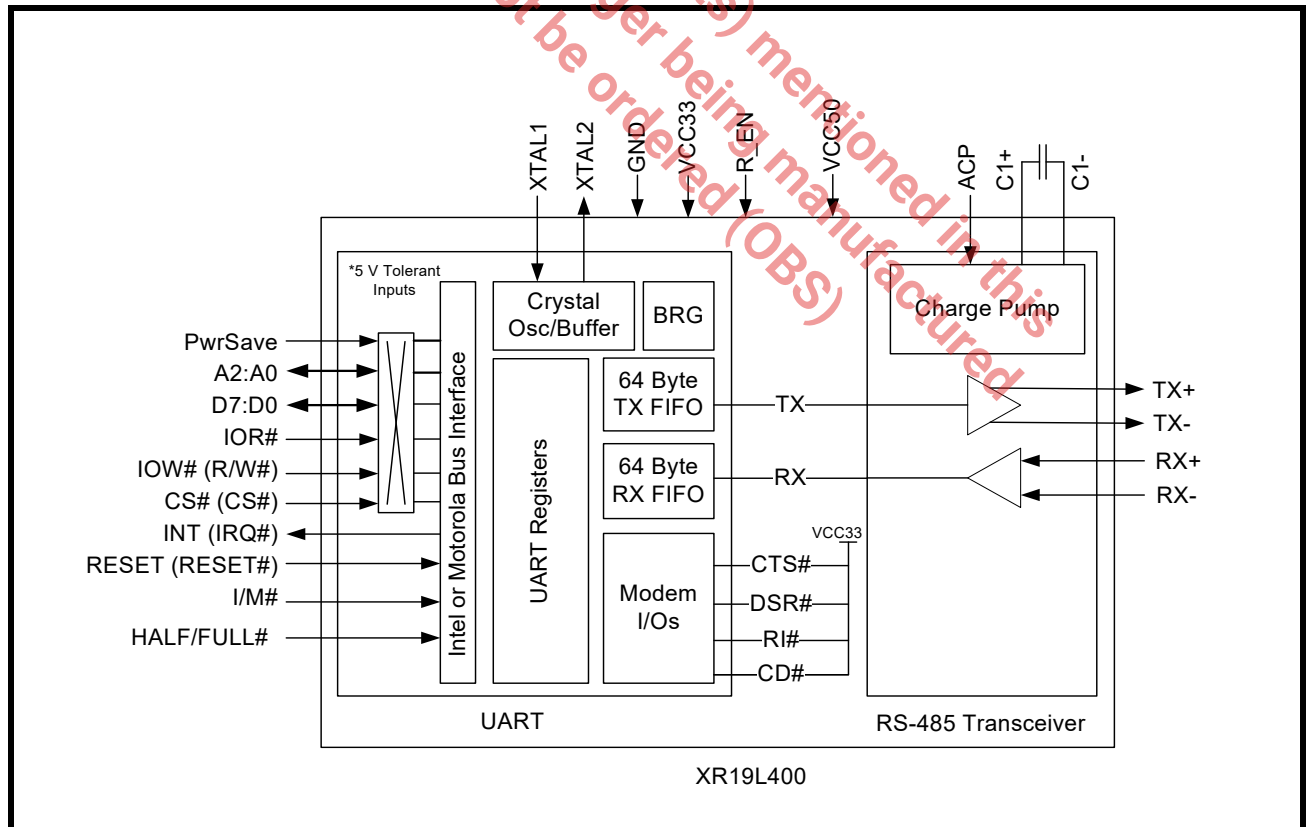 s) mentioned in this
ger being manufactured
t be ordered (OBS)
XTAL1
XTAL2
GND
VCC33
R_EN
VCC50
ACP
C1+
C1-
*5 V Tolerant
Inputs
PwrSave
A2:A0
D7:D0
IOR#
IOW# (R/W#)
CS# (CS#)
INT (IRQ#)
RESET (RESET#)
I/M#
HALF/FULL#
Intel or Motorola Bus Interface
Crystal
Osc/Buffer
BRG
UART Registers
64 Byte
TX FIFO
64 Byte
RX FIFO
Modem
I/Os
TX
RX
VCC33
CTS#
DSR#
RI#
CD#
Charge Pump
TX+
TX-
RX+
RX-
UART
RS-485 Transceiver
XR19L400